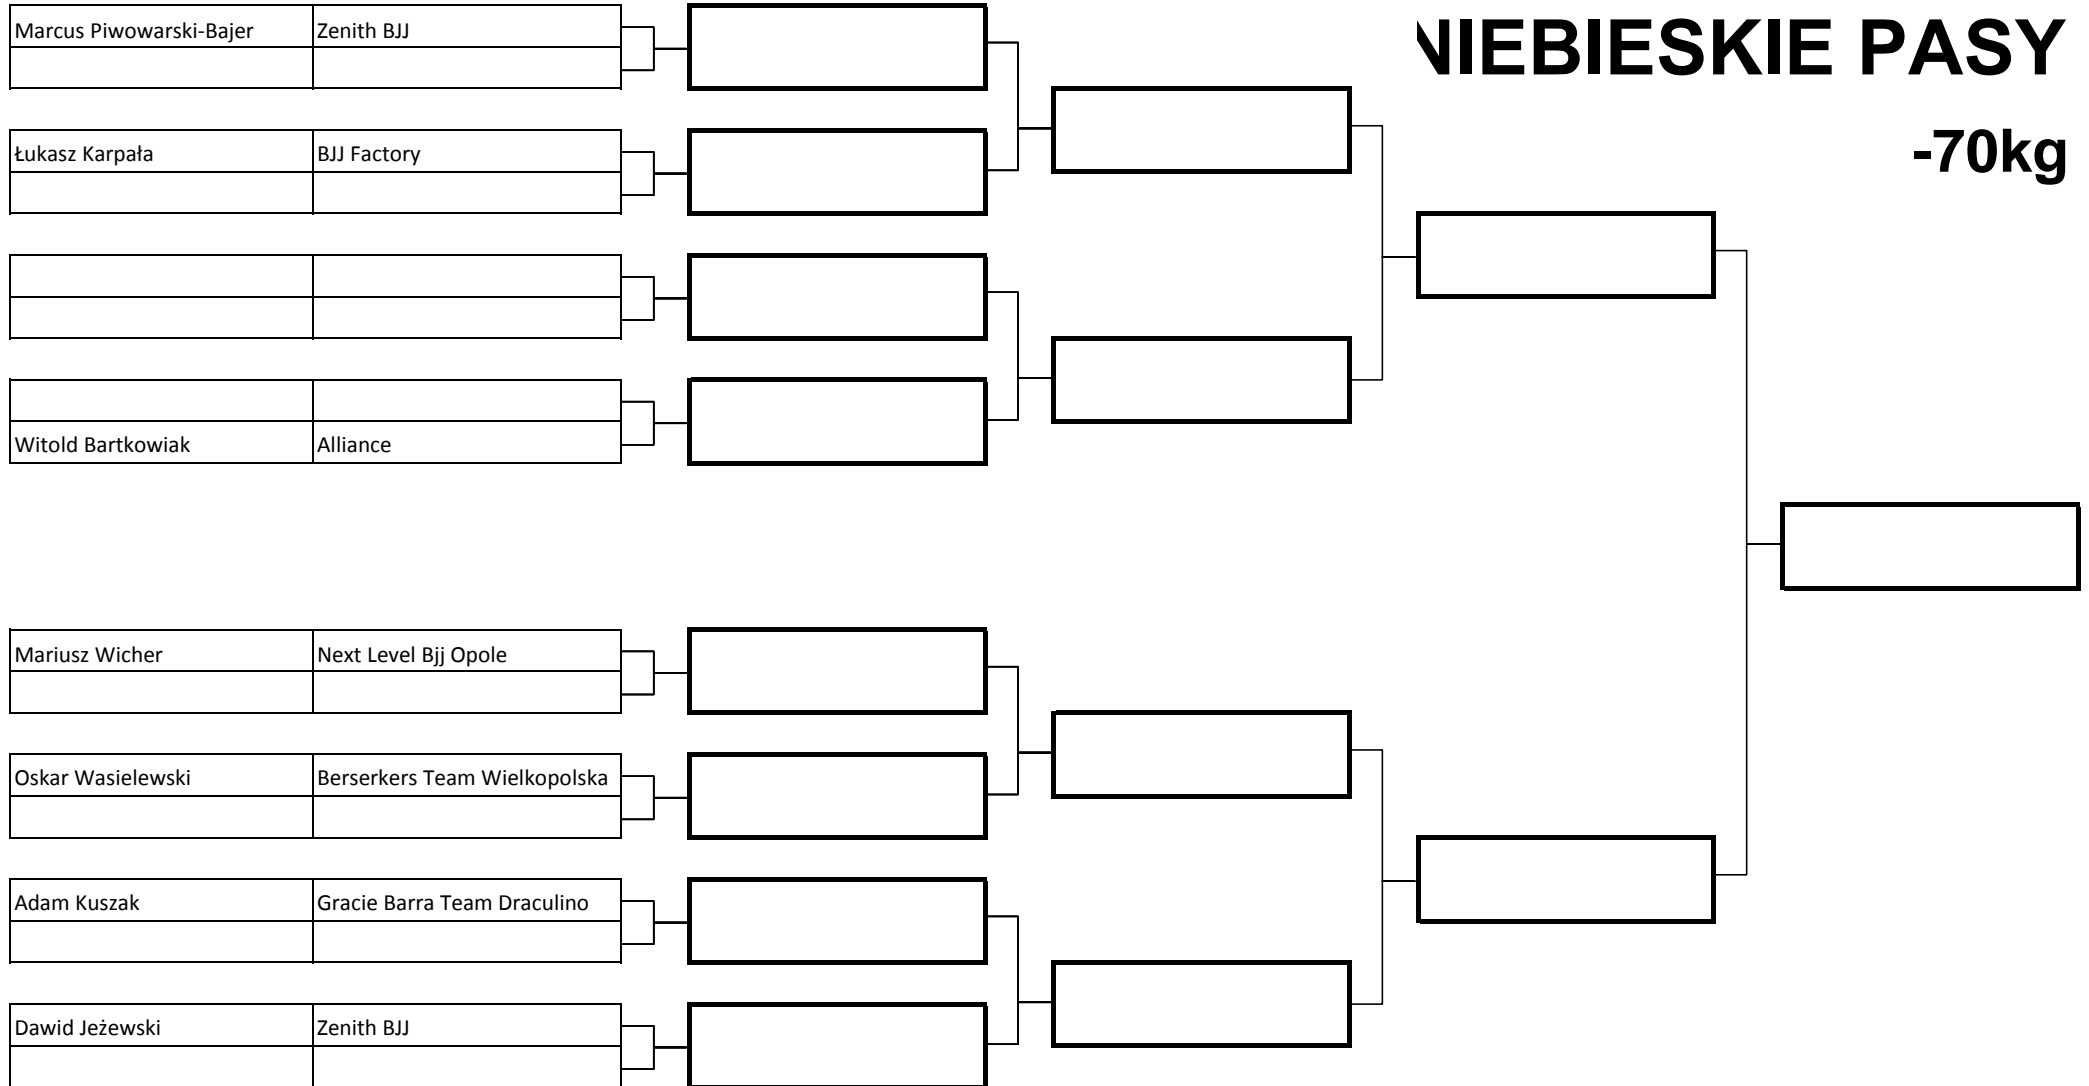 NIEBIESKIE PASY
-70kg
Marcus Piwowarski-Bajer Zenith BJJ
Łukasz Karpała BJJ Factory
Witold Bartkowiak Alliance
Mariusz Wicher Next Level Bjj Opole
Oskar Wasielewski Berserkers Team Wielkopolska
Adam Kuszak Gracie Barra Team Draculino
Dawid Jeżewski Zenith BJJ